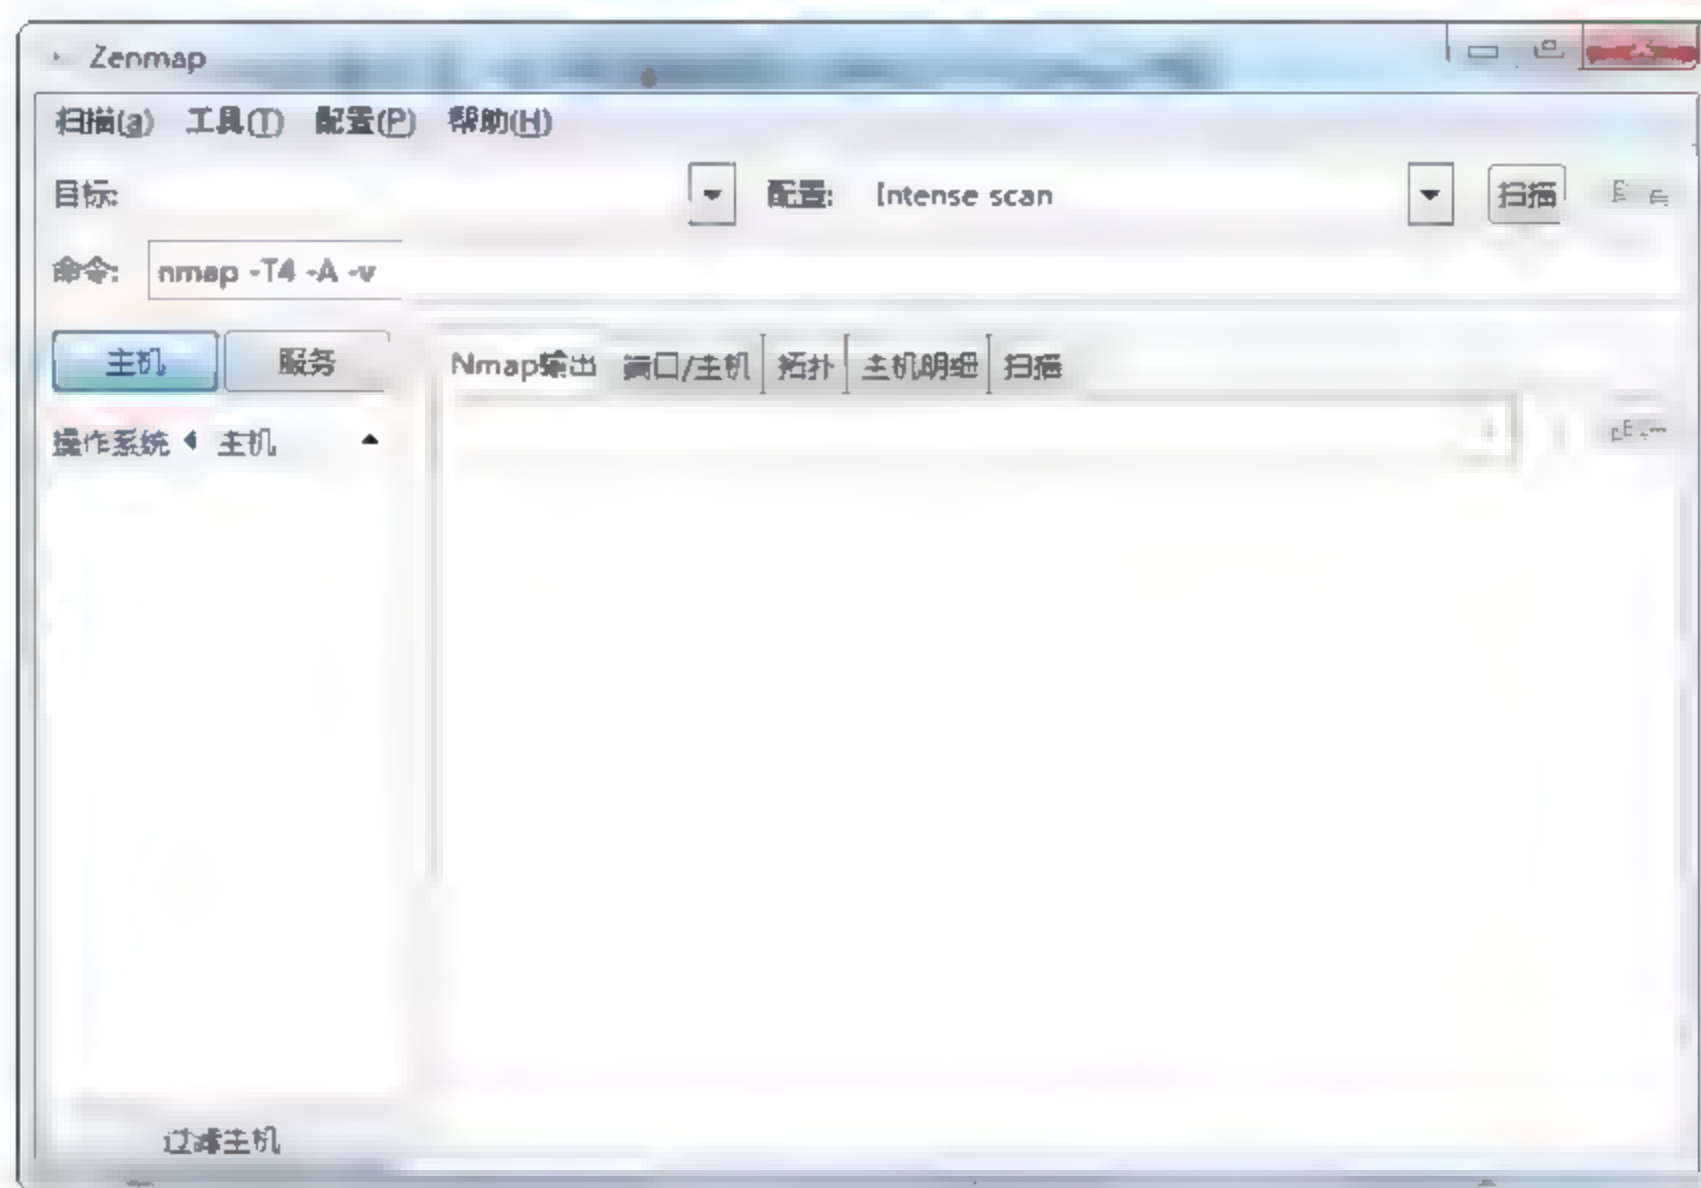 Zenmap
扫描(a) 工具(T) 配置(P) 帮助(H)
目标: 配置: Intense scan 扫描
命令: nmap -T4 -A -v
主机 服务 Nmap输出 端口/主机 拓扑 主机明细 扫描
操作系统 主机
过滤主机